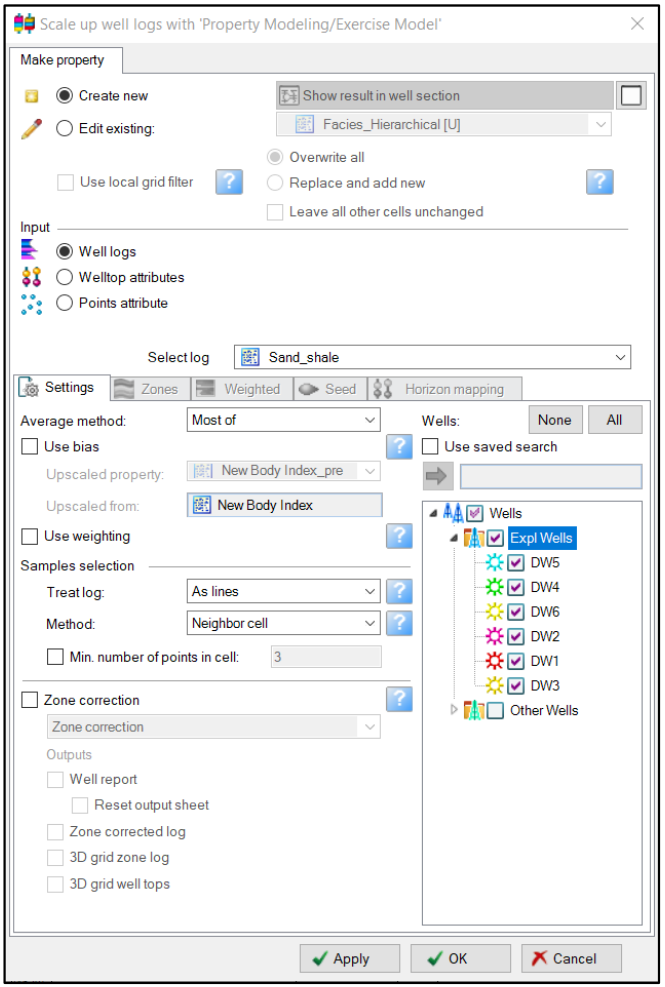 Scale up well logs with 'Property Modeling/Exercise Model'
Make property
Create new
Show result in well section
Edit existing:
Facies_Hierarchical [U]
Overwrite all
Use local grid filter
?
Replace and add new
?
Leave all other cells unchanged
Input
Well logs
Welltop attributes
Points attribute
Select log
Sand_shale
Settings
Zones
Weighted
Seed
Horizon mapping
Average method:
Most of
Wells:
None
All
Use bias
?
Use saved search
Upscaled property:
New Body Index_pre
Upscaled from:
New Body Index
Wells
Use weighting
?
Expl Wells
Samples selection
DW5
Treat log:
As lines
?
DW4
DW6
Method:
Neighbor cell
?
DW2
Min. number of points in cell:
3
DW1
DW3
Zone correction
?
Other Wells
Zone correction
Outputs
Well report
Reset output sheet
Zone corrected log
3D grid zone log
3D grid well tops
Apply
OK
Cancel